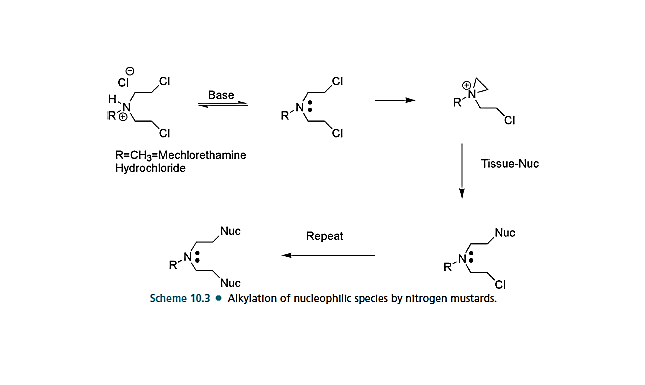 ⊖
Cl
Cl
H
N
R ⊕
Cl
R=CH3=Mechlorethamine
Hydrochloride
Base
Cl
N:
R
Cl
⊕
N
R
Cl
Tissue-Nuc
Nuc
N:
R
Cl
Repeat
Nuc
N:
R
Nuc
Scheme 10.3 ● Alkylation of nucleophilic species by nitrogen mustards.